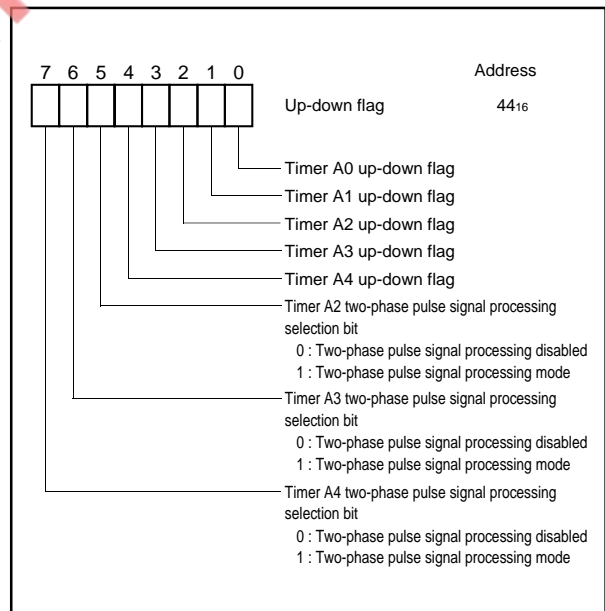 Address
7 6 5 4 3 2 1 0
Up-down flag 44₁₆
Timer A0 up-down flag
Timer A1 up-down flag
Timer A2 up-down flag
Timer A3 up-down flag
Timer A4 up-down flag
Timer A2 two-phase pulse signal processing
selection bit
0 : Two-phase pulse signal processing disabled
1 : Two-phase pulse signal processing mode
Timer A3 two-phase pulse signal processing
selection bit
0 : Two-phase pulse signal processing disabled
1 : Two-phase pulse signal processing mode
Timer A4 two-phase pulse signal processing
selection bit
0 : Two-phase pulse signal processing disabled
1 : Two-phase pulse signal processing mode